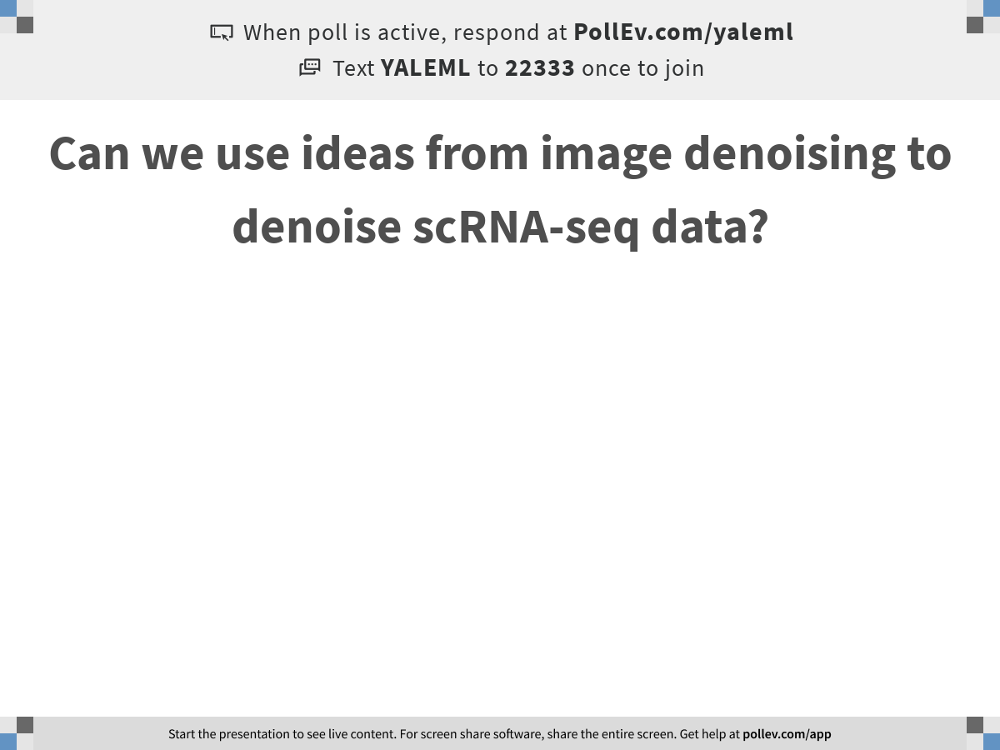 When poll is active, respond at PollEv.com/yaleml
Text YALEML to 22333 once to join
Can we use ideas from image denoising to
denoise scRNA-seq data?
Start the presentation to see live content. For screen share software, share the entire screen. Get help at pollev.com/app